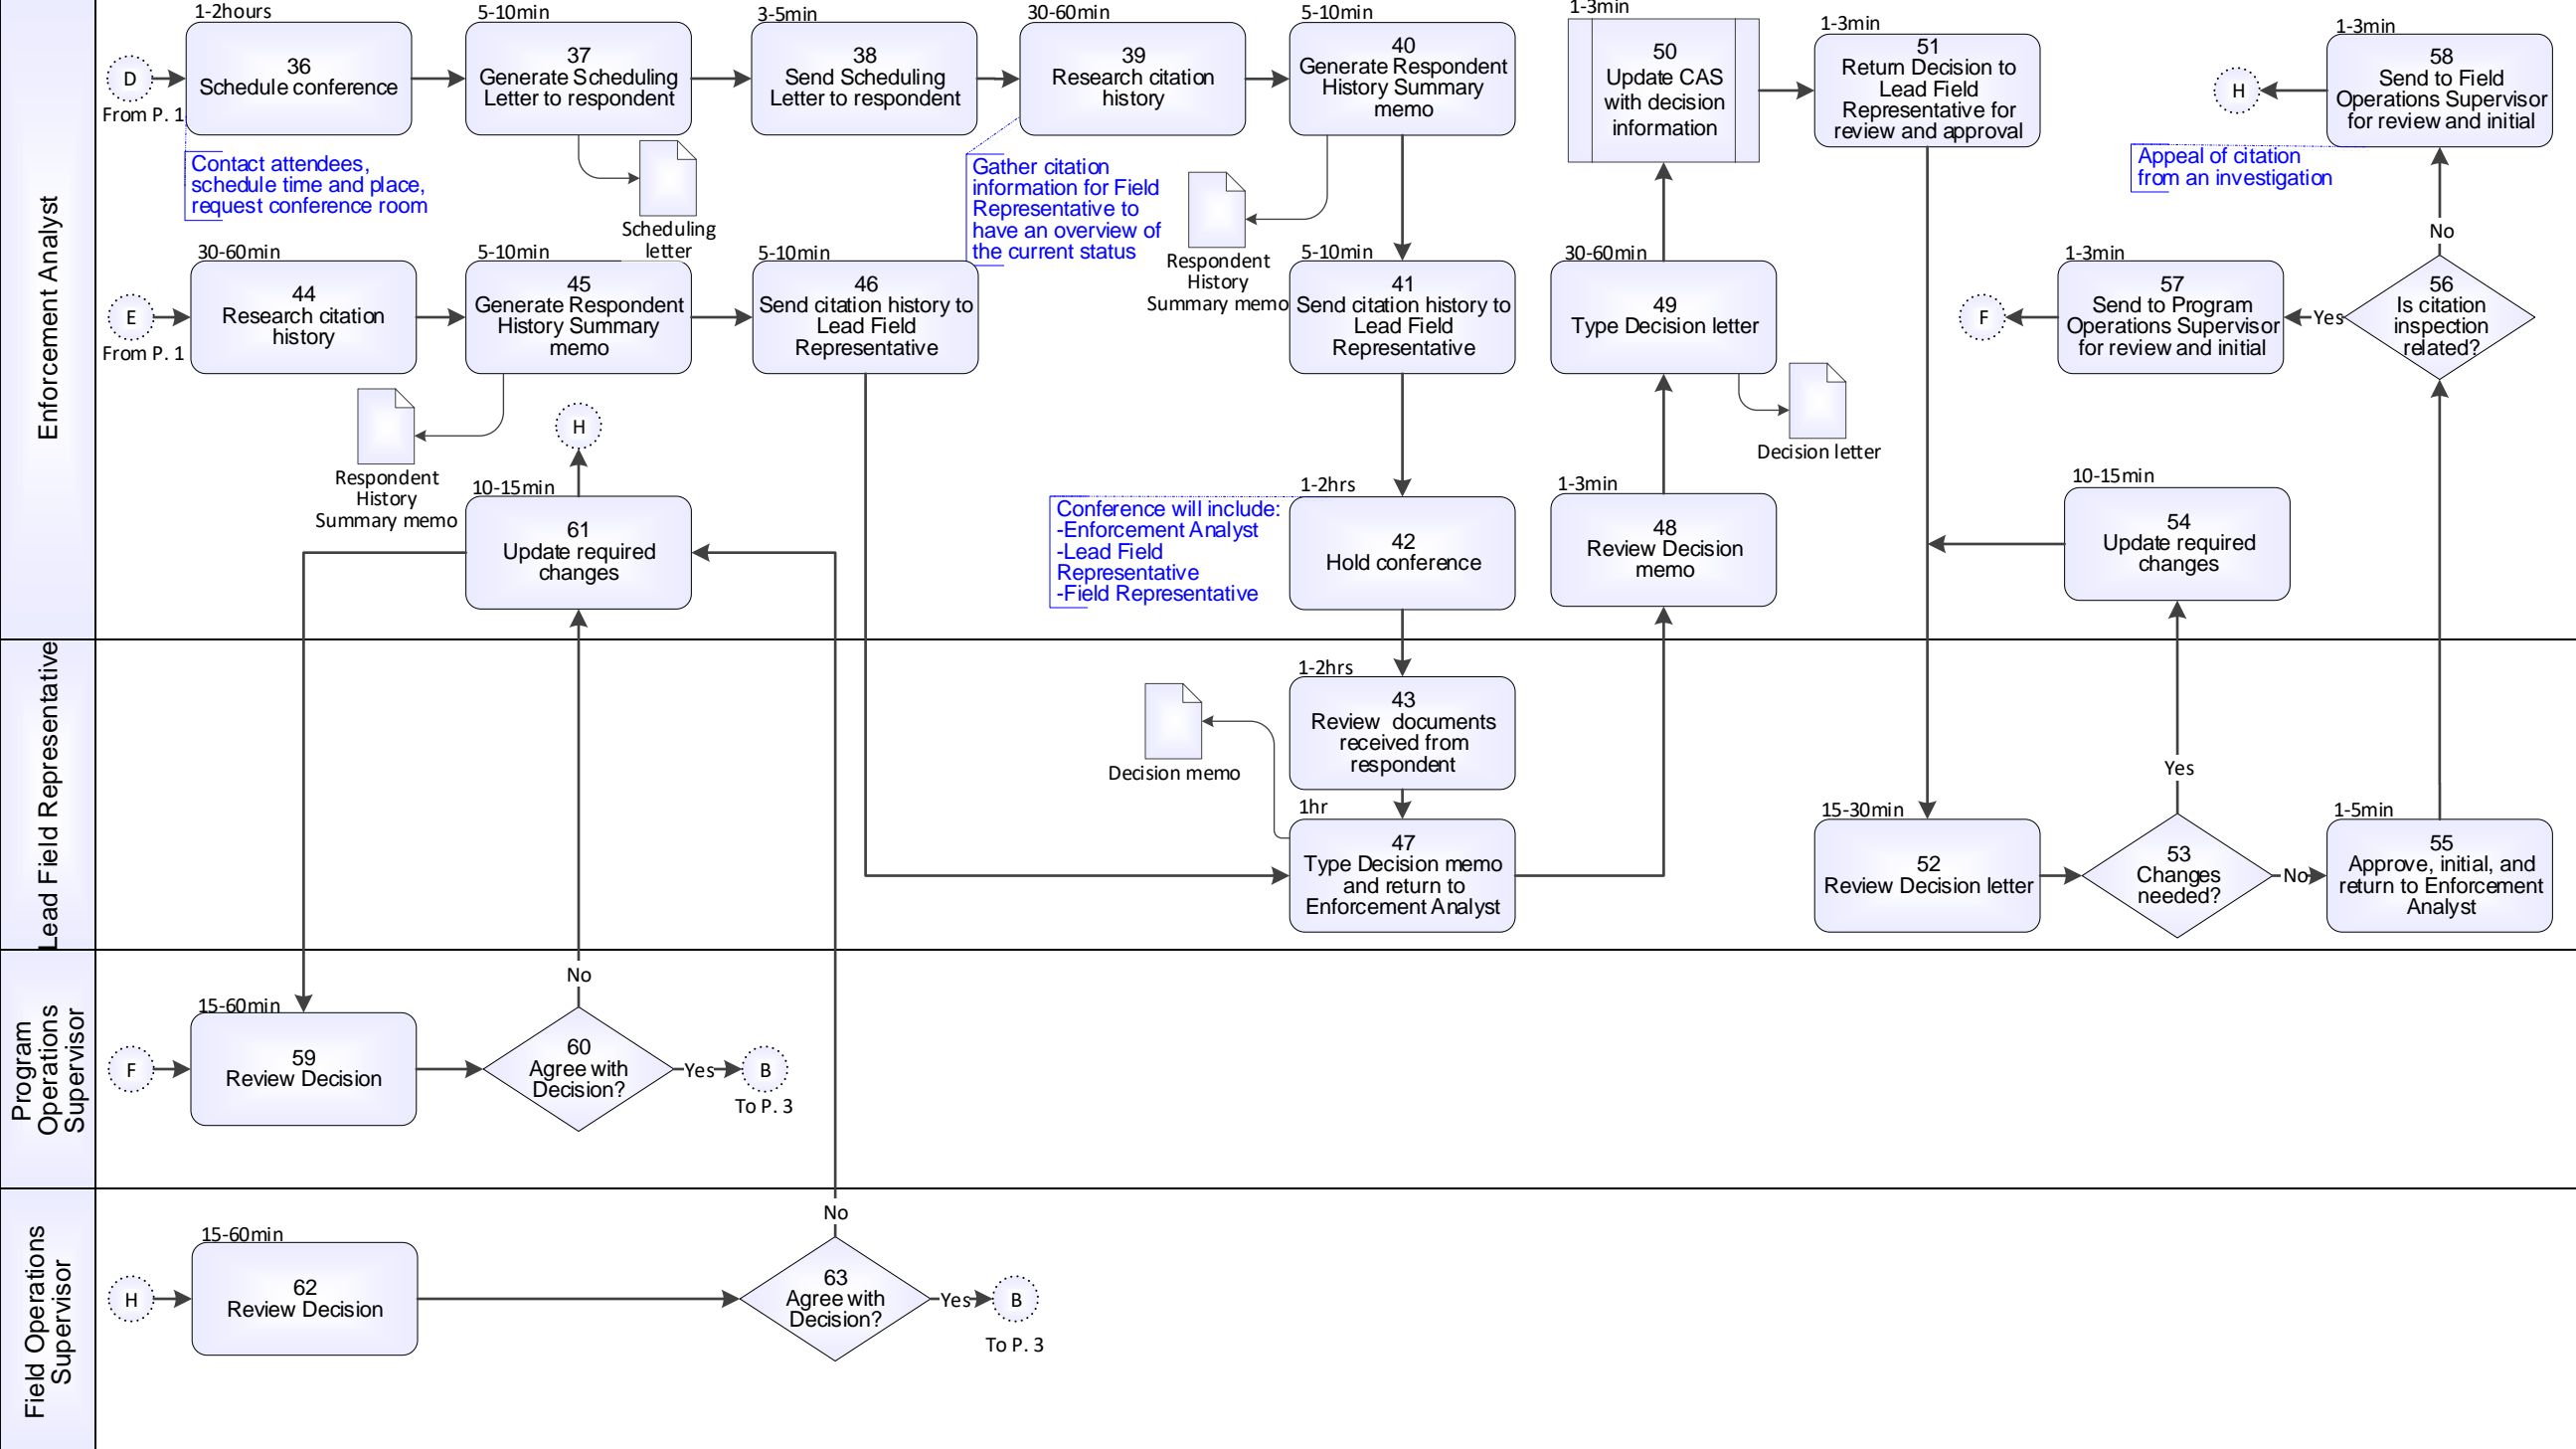 Enforcement Analyst
1-2hours
D
From P. 1
36
Schedule conference
Contact attendees,
schedule time and place,
request conference room
5-10min
37
Generate Scheduling
Letter to respondent
Scheduling
letter
3-5min
38
Send Scheduling
Letter to respondent
30-60min
39
Research citation
history
Gather citation
information for Field
Representative to
have an overview of
the current status
5-10min
40
Generate Respondent
History Summary
memo
Respondent
History
Summary memo
1-3min
50
Update CAS
with decision
information
1-3min
51
Return Decision to
Lead Field
Representative for
review and approval
1-3min
58
Send to Field
Operations Supervisor
for review and initial
H
Appeal of citation
from an investigation
No
E
From P. 1
30-60min
44
Research citation
history
5-10min
45
Generate Respondent
History Summary
memo
Respondent
History
Summary memo
5-10min
46
Send citation history to
Lead Field
Representative
5-10min
41
Send citation history to
Lead Field
Representative
30-60min
49
Type Decision letter
Decision letter
F
1-3min
57
Send to Program
Operations Supervisor
for review and initial
Yes
56
Is citation
inspection
related?
H
10-15min
61
Update required
changes
Conference will include:
-Enforcement Analyst
-Lead Field
Representative
-Field Representative
1-2hrs
42
Hold conference
1-3min
48
Review Decision
memo
10-15min
54
Update required
changes
Lead Field Representative
1-2hrs
43
Review documents
received from
respondent
Decision memo
1hr
47
Type Decision memo
and return to
Enforcement Analyst
15-30min
52
Review Decision letter
Yes
53
Changes
needed?
No
1-5min
55
Approve, initial, and
return to Enforcement
Analyst
Program
Operations
Supervisor
F
15-60min
59
Review Decision
No
60
Agree with
Decision?
Yes
B
To P. 3
Field Operations
Supervisor
H
15-60min
62
Review Decision
No
63
Agree with
Decision?
Yes
B
To P. 3